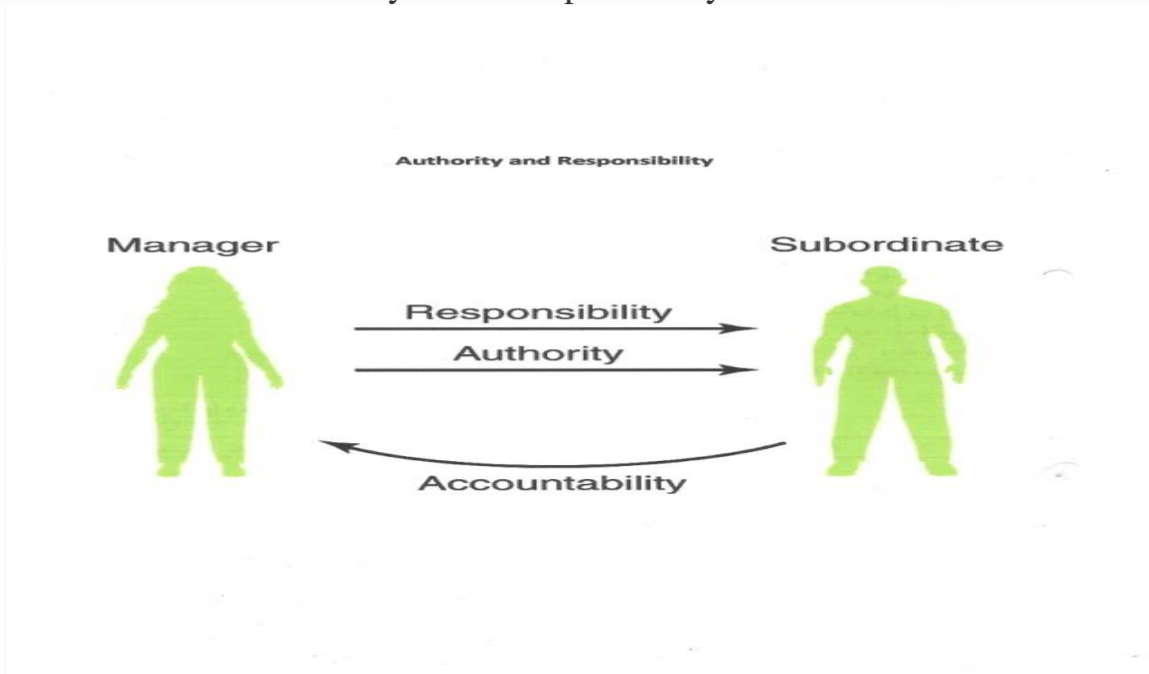 Authority and Responsibility
Manager
Subordinate
Responsibility
Authority
Accountability